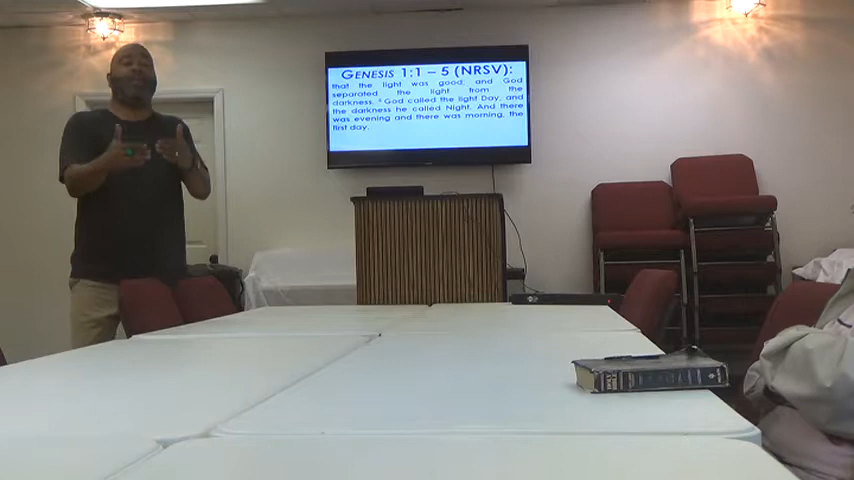 GENESIS 1:1 – 5 (NRSV):
that the light was good; and God
separated the light from the
darkness. ⁵ God called the light Day, and
the darkness he called Night. And there
was evening and there was morning, the
first day.